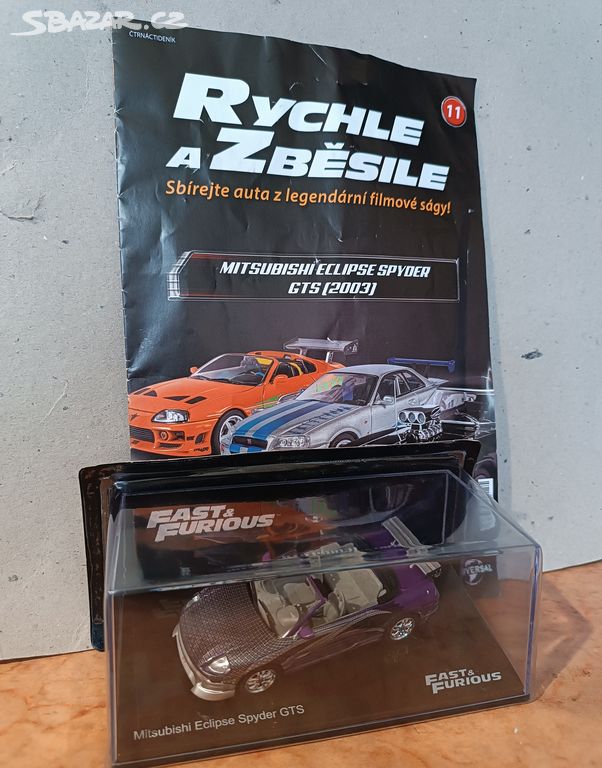 SBAZAR.CZ
ČTRNÁCTIDENÍK
11
RYCHLE
A ZBĚSILE
Sbírejte auta z legendární filmové ságy!
MITSUBISHI ECLIPSE SPYDER
GTS (2003)
FAST &
FURIOUS
FAST &
FURIOUS
Mitsubishi Eclipse Spyder GTS